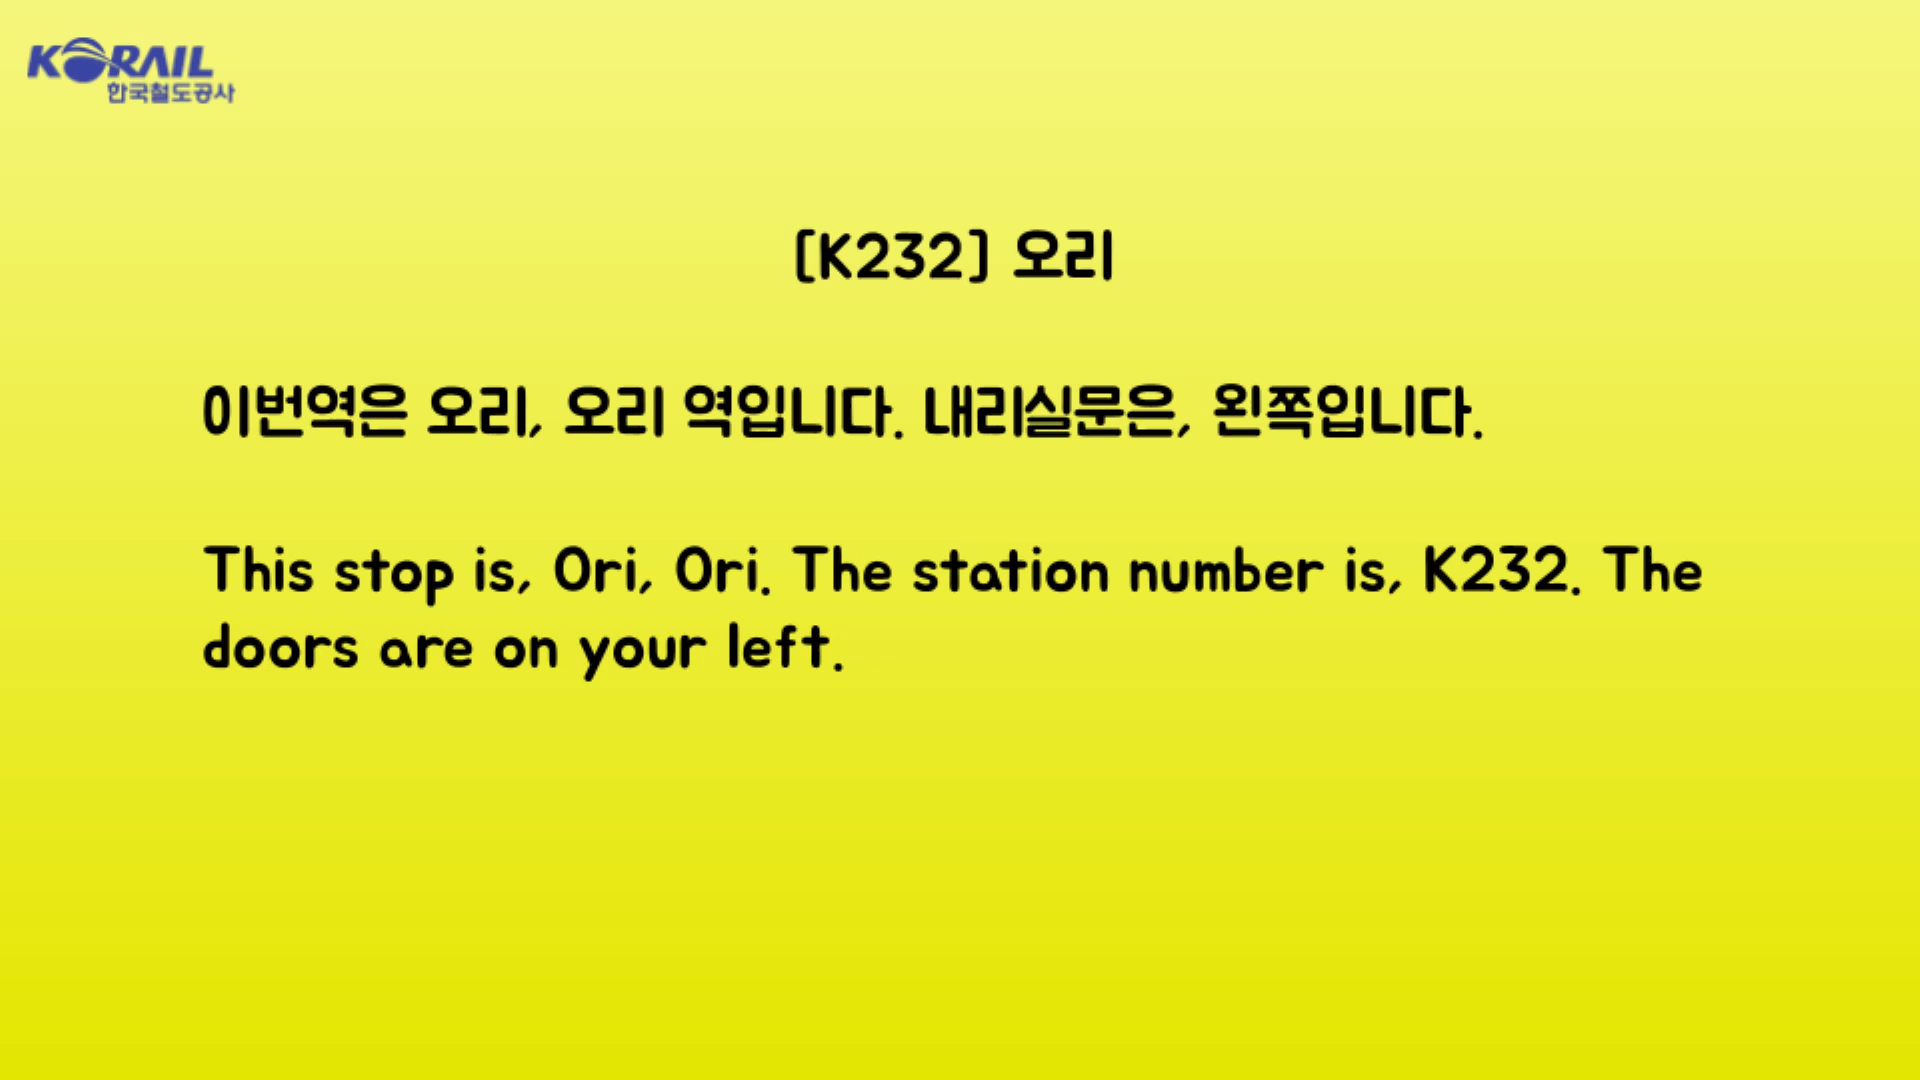 KORAIL
한국철도공사
[K232] 오리
이번역은 오리, 오리 역입니다. 내리실문은, 왼쪽입니다.
This stop is, Ori, Ori. The station number is, K232. The
doors are on your left.